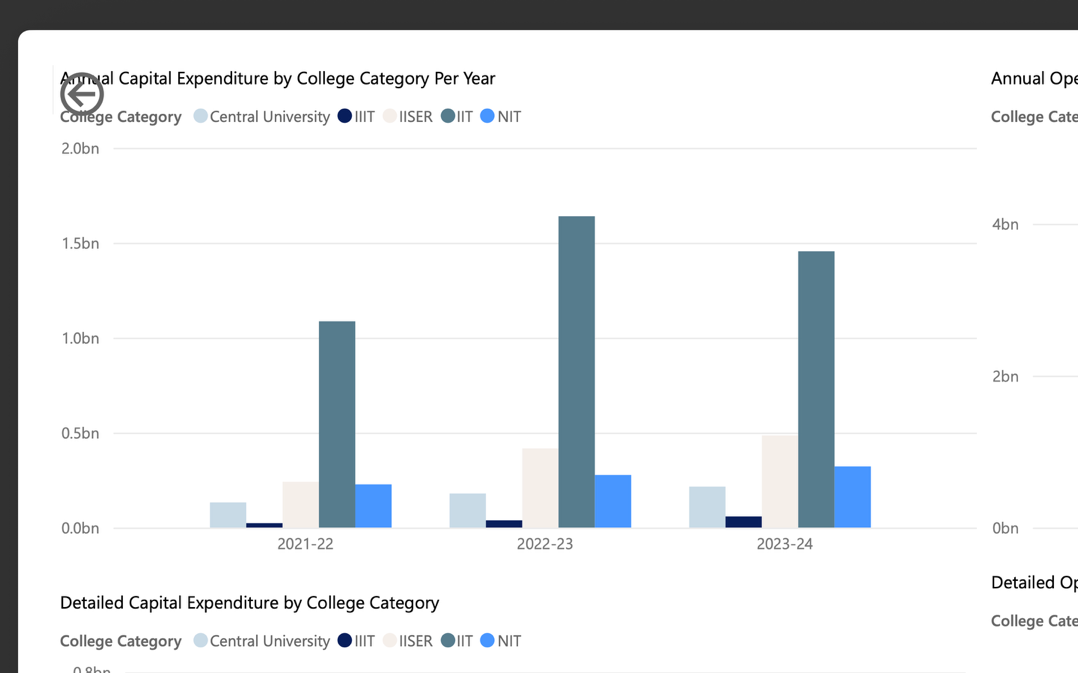 Annual Capital Expenditure by College Category Per Year
College Category Central University IIIT IISER IIT NIT
2.0bn
1.5bn
1.0bn
0.5bn
0.0bn
2021-22 2022-23 2023-24
Detailed Capital Expenditure by College Category
College Category Central University IIIT IISER IIT NIT
0.8bn
Annual Ope
College Cate
4bn
2bn
0bn
Detailed Op
College Cate